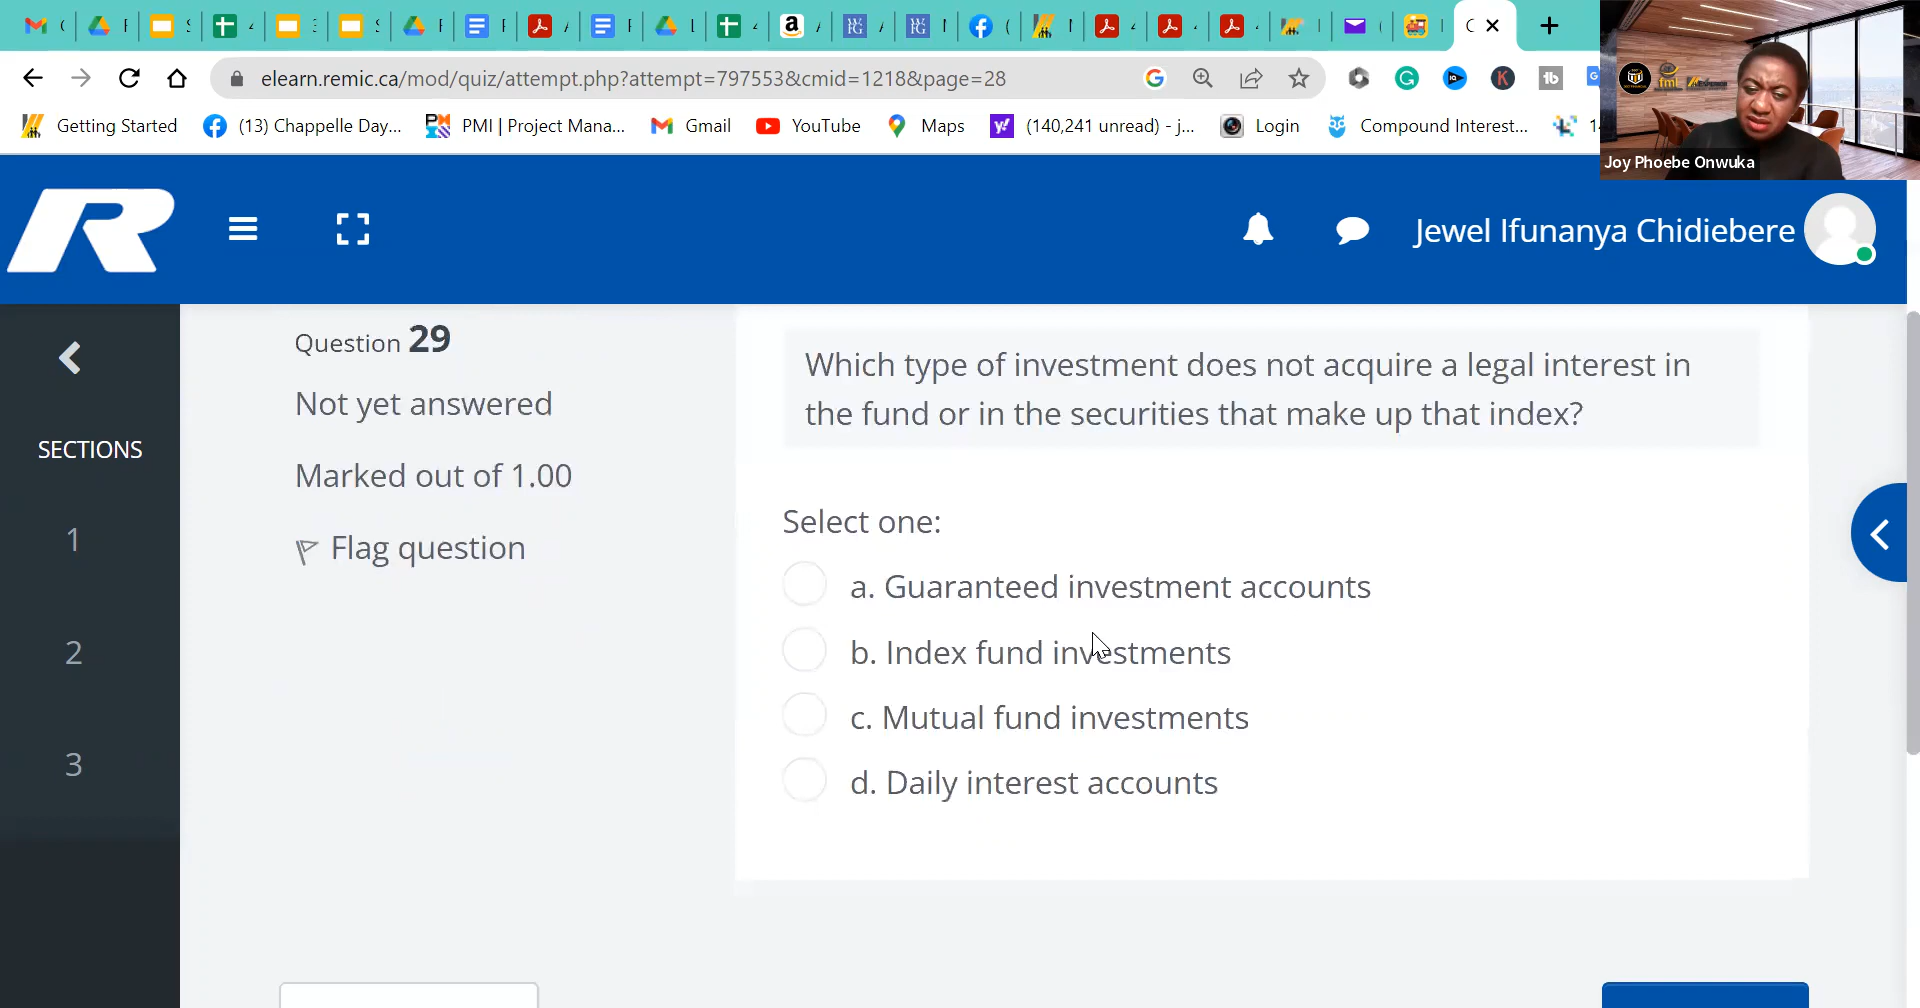 elearn.remic.ca/mod/quiz/attempt.php?attempt=797553&cmid=1218&page=28
Getting Started
(13) Chappelle Day...
PMI | Project Mana...
Gmail
YouTube
Maps
(140,241 unread) - j...
Login
Compound Interest...
Joy Phoebe Onwuka
Jewel Ifunanya Chidiebere
SECTIONS
1
2
3
Question 29
Not yet answered
Marked out of 1.00
Flag question
Which type of investment does not acquire a legal interest in
the fund or in the securities that make up that index?
Select one:
a. Guaranteed investment accounts
b. Index fund investments
c. Mutual fund investments
d. Daily interest accounts